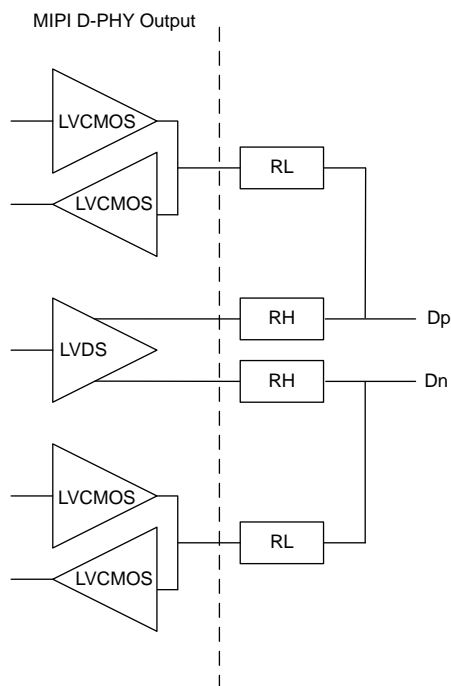 MIPI D-PHY Output
LVCMOS
LVCMOS
RL
LVDS
RH
Dp
RH
Dn
LVCMOS
LVCMOS
RL